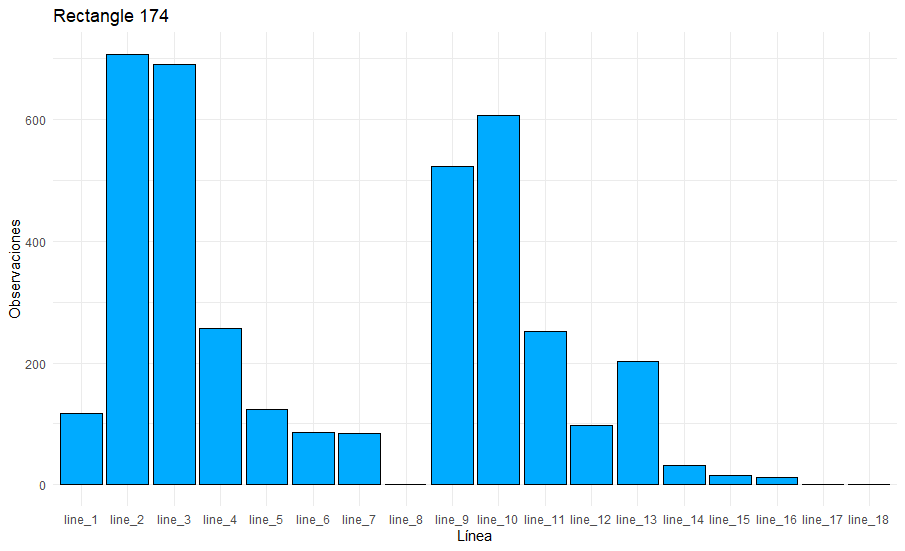 Rectangle 174
Observaciones
600
400
200
0
line_1 line_2 line_3 line_4 line_5 line_6 line_7 line_8 line_9 line_10 line_11 line_12 line_13 line_14 line_15 line_16 line_17 line_18
Línea